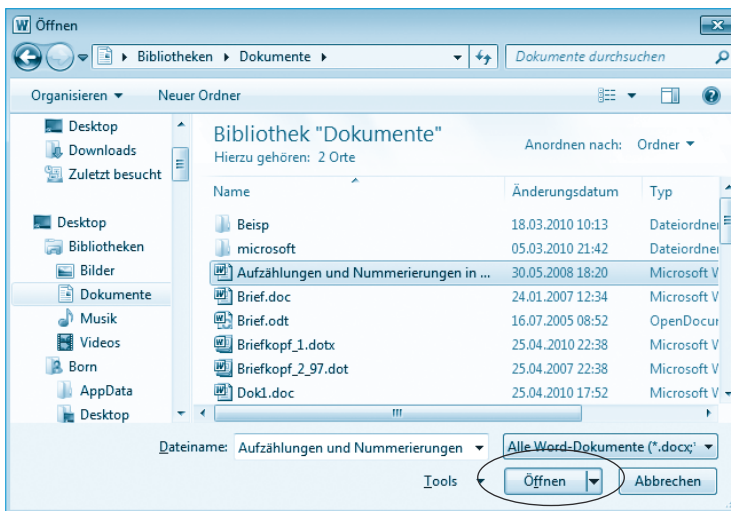 Öffnen
Bibliotheken Dokumente
Dokumente durchsuchen
Organisieren Neuer Ordner
Desktop
Downloads
Zuletzt besucht
Desktop
Bibliotheken
Bilder
Dokumente
Musik
Videos
Born
AppData
Desktop
Bibliothek "Dokumente"
Hierzu gehören: 2 Orte
Anordnen nach: Ordner
Name Änderungsdatum Typ
Beisp 18.03.2010 10:13 Dateiordner
microsoft 05.03.2010 21:42 Dateiordner
Aufzählungen und Nummerierungen in ... 30.05.2008 18:20 Microsoft W
Brief.doc 24.01.2007 12:34 Microsoft W
Brief.odt 16.07.2005 08:52 OpenDocur
Briefkopf_1.dotx 25.04.2010 22:38 Microsoft W
Briefkopf_2_97.dot 25.04.2007 22:38 Microsoft W
Dok1.doc 25.04.2010 17:52 Microsoft W
Dateiname: Aufzählungen und Nummerierungen Alle Word-Dokumente (*.docx;
Tools Öffnen Abbrechen